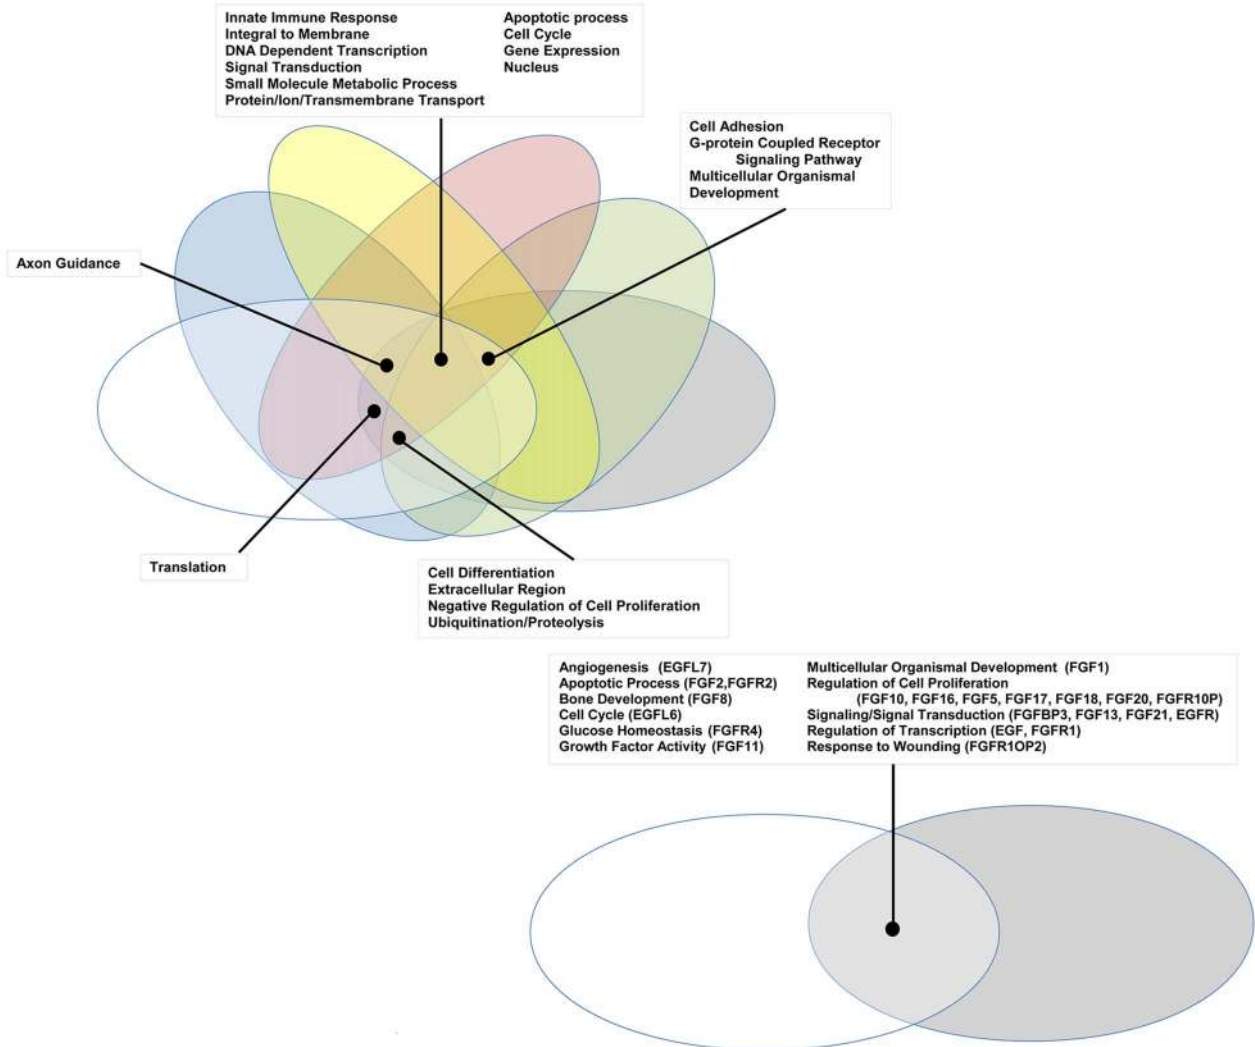 Innate Immune Response
Integral to Membrane
DNA Dependent Transcription
Signal Transduction
Small Molecule Metabolic Process
Protein/Ion/Transmembrane Transport
Apoptotic process
Cell Cycle
Gene Expression
Nucleus
Cell Adhesion
G-protein Coupled Receptor
Signaling Pathway
Multicellular Organismal
Development
Axon Guidance
Translation
Cell Differentiation
Extracellular Region
Negative Regulation of Cell Proliferation
Ubiquitination/Proteolysis
Angiogenesis (EGFL7)
Apoptotic Process (FGF2,FGFR2)
Bone Development (FGF8)
Cell Cycle (EGFL6)
Glucose Homeostasis (FGFR4)
Growth Factor Activity (FGF11)
Multicellular Organismal Development (FGF1)
Regulation of Cell Proliferation
(FGF10, FGF16, FGF5, FGF17, FGF18, FGF20, FGFR10P)
Signaling/Signal Transduction (FGFBP3, FGF13, FGF21, EGFR)
Regulation of Transcription (EGF, FGFR1)
Response to Wounding (FGFR1OP2)